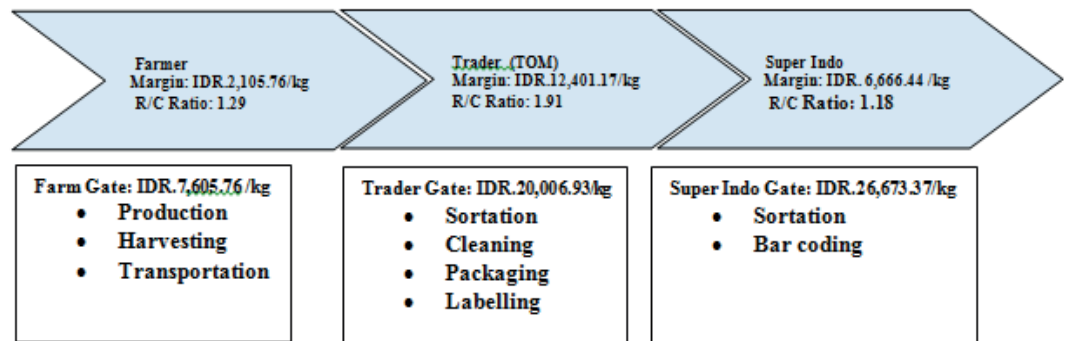 Farmer
Margin: IDR.2,105.76/kg
R/C Ratio: 1.29
Trader (TOM)
Margin: IDR.12,401.17/kg
R/C Ratio: 1.91
Super Indo
Margin: IDR. 6,666.44 /kg
R/C Ratio: 1.18
Farm Gate: IDR.7,605.76 /kg
• Production
• Harvesting
• Transportation
Trader Gate: IDR.20,006.93/kg
• Sortation
• Cleaning
• Packaging
• Labelling
Super Indo Gate: IDR.26,673.37/kg
• Sortation
• Bar coding